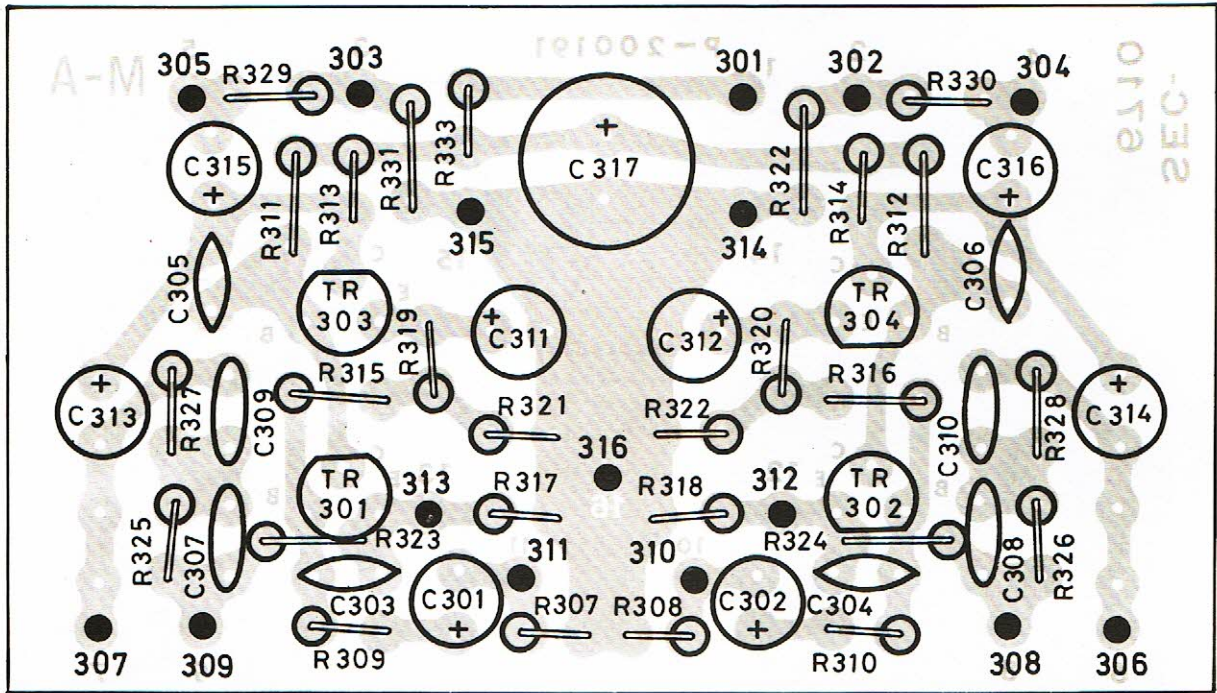 305 R329 303 301 302 R330 304
C315 R311 R313 R331 R333 C317 R322 R314 R312 C316
315 314
C305 C306
TR 303 R319 C311 C312 R320 TR 304
C313 R327 C309 R315 R321 R322 R316 C310 R328 C314
316
R325 C307 TR 301 313 R317 R318 312 TR 302 C308 R326
R323 311 310 R324
C303 C301 R307 R308 C302 C304
307 309 R309 R310 308 306
P-200191
M-A
6710
SEC-